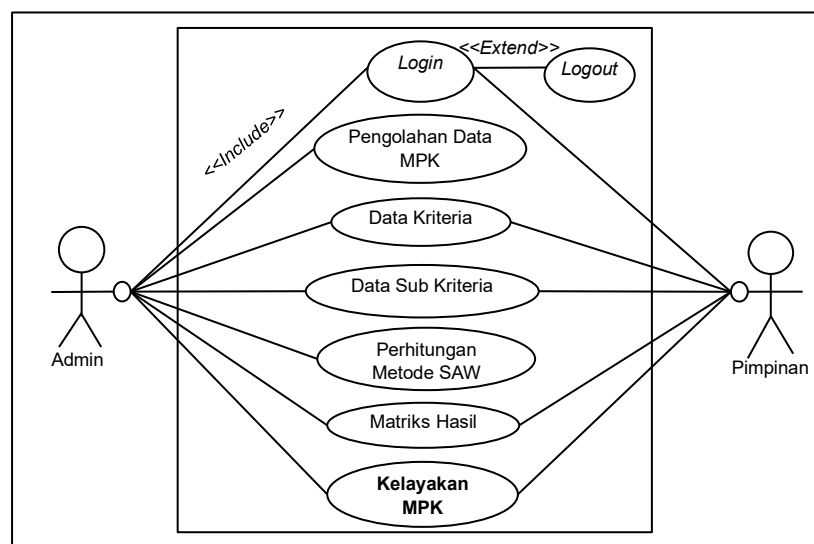 <<Extend>>
Login
Logout
<<Include>>
Pengolahan Data
MPK
Data Kriteria
Data Sub Kriteria
Admin
Perhitungan
Metode SAW
Pimpinan
Matriks Hasil
Kelayakan
MPK